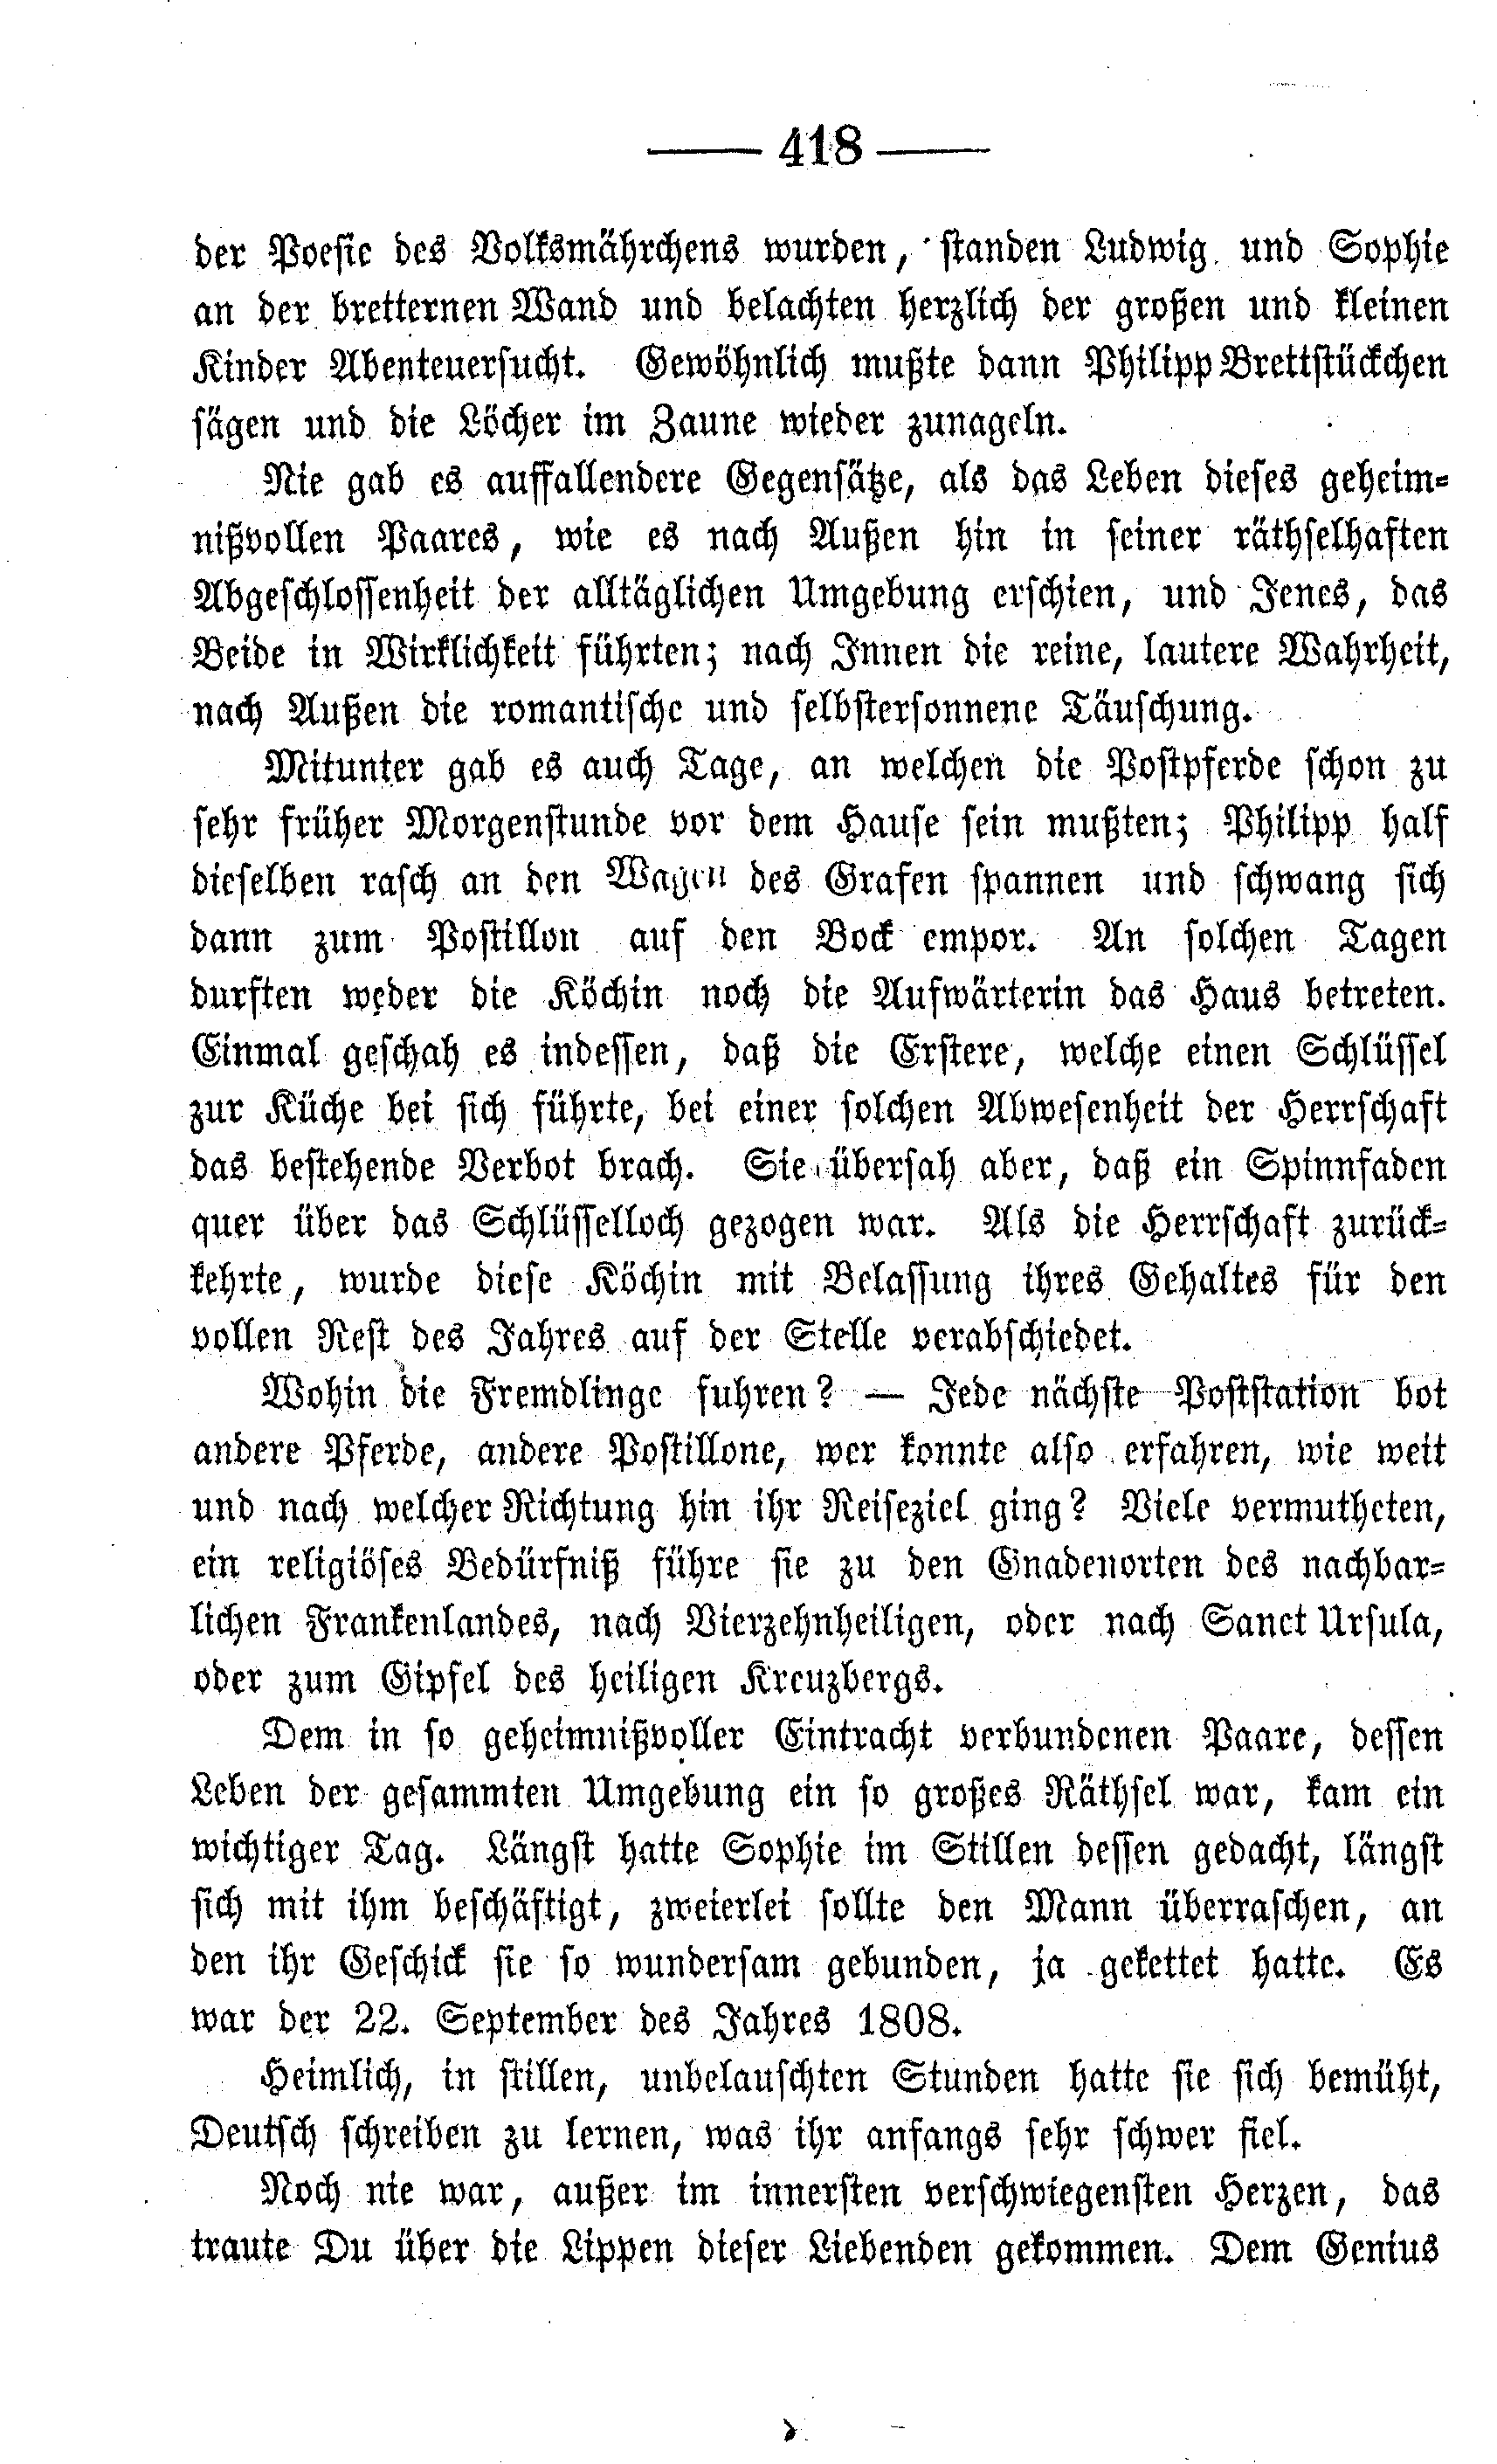 — 418 —
der Poesie des Volksmährchens wurden, standen Ludwig und Sophie
an der bretternen Wand und belachten herzlich der großen und kleinen
Kinder Abenteuersucht. Gewöhnlich mußte dann Philipp Brettstückchen
sägen und die Löcher im Zaune wieder zunageln.
Nie gab es auffallendere Gegensätze, als das Leben dieses geheim-
nißvollen Paares, wie es nach Außen hin in seiner räthselhaften
Abgeschlossenheit der alltäglichen Umgebung erschien, und Jenes, das
Beide in Wirklichkeit führten; nach Innen die reine, lautere Wahrheit,
nach Außen die romantische und selbstersonnene Täuschung.
Mitunter gab es auch Tage, an welchen die Postpferde schon zu
sehr früher Morgenstunde vor dem Hause sein mußten; Philipp half
dieselben rasch an den Wagen des Grafen spannen und schwang sich
dann zum Postillon auf den Bock empor. An solchen Tagen
durften weder die Köchin noch die Aufwärterin das Haus betreten.
Einmal geschah es indessen, daß die Erstere, welche einen Schlüssel
zur Küche bei sich führte, bei einer solchen Abwesenheit der Herrschaft
das bestehende Verbot brach. Sie übersah aber, daß ein Spinnfaden
quer über das Schlüsselloch gezogen war. Als die Herrschaft zurück-
kehrte, wurde diese Köchin mit Belassung ihres Gehaltes für den
vollen Rest des Jahres auf der Stelle verabschiedet.
Wohin die Fremdlinge fuhren? — Jede nächste Poststation bot
andere Pferde, andere Postillone, wer konnte also erfahren, wie weit
und nach welcher Richtung hin ihr Reiseziel ging? Viele vermutheten,
ein religiöses Bedürfniß führe sie zu den Gnadenorten des nachbar-
lichen Frankenlandes, nach Vierzehnheiligen, oder nach Sanct Ursula,
oder zum Gipfel des heiligen Kreuzbergs.
Dem in so geheimnißvoller Eintracht verbundenen Paare, dessen
Leben der gesammten Umgebung ein so großes Räthsel war, kam ein
wichtiger Tag. Längst hatte Sophie im Stillen dessen gedacht, längst
sich mit ihm beschäftigt, zweierlei sollte den Mann überraschen, an
den ihr Geschick sie so wundersam gebunden, ja gekettet hatte. Es
war der 22. September des Jahres 1808.
Heimlich, in stillen, unbelauschten Stunden hatte sie sich bemüht,
Deutsch schreiben zu lernen, was ihr anfangs sehr schwer fiel.
Noch nie war, außer im innersten verschwiegensten Herzen, das
traute Du über die Lippen dieser Liebenden gekommen. Dem Genius